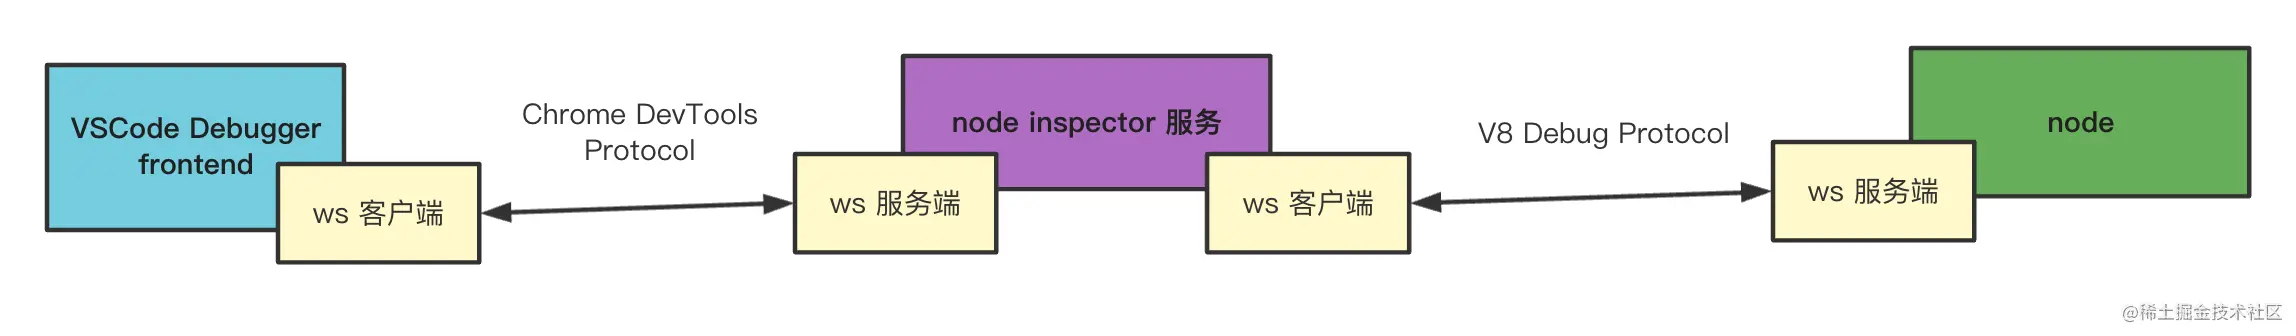 VSCode Debugger
frontend
ws 客户端
Chrome DevTools
Protocol
node inspector 服务
ws 服务端
ws 客户端
V8 Debug Protocol
node
ws 服务端
@稀土掘金技术社区